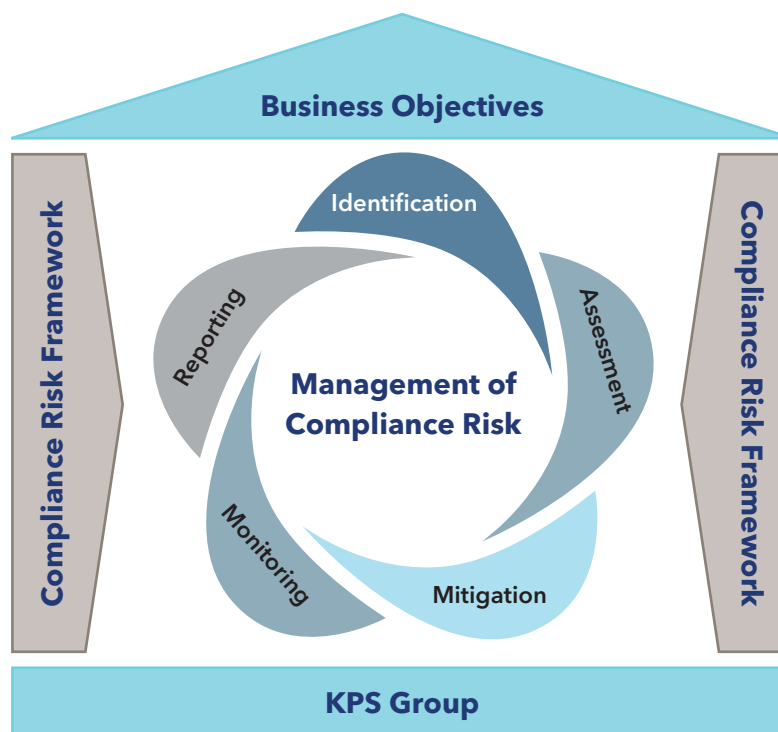 Business Objectives
Compliance Risk Framework
Identification
Assessment
Mitigation
Monitoring
Reporting
Management of
Compliance Risk
Compliance Risk Framework
KPS Group